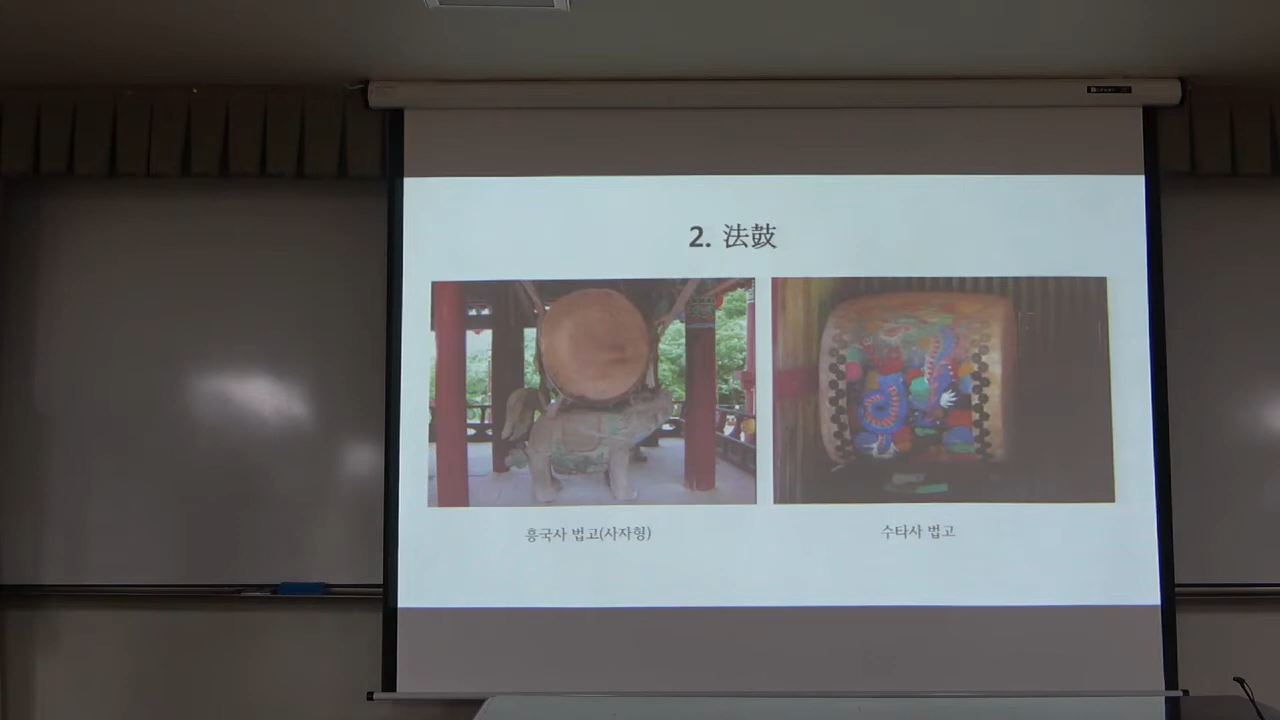 2. 法鼓
흥국사 법고(사자형)
수타사 법고